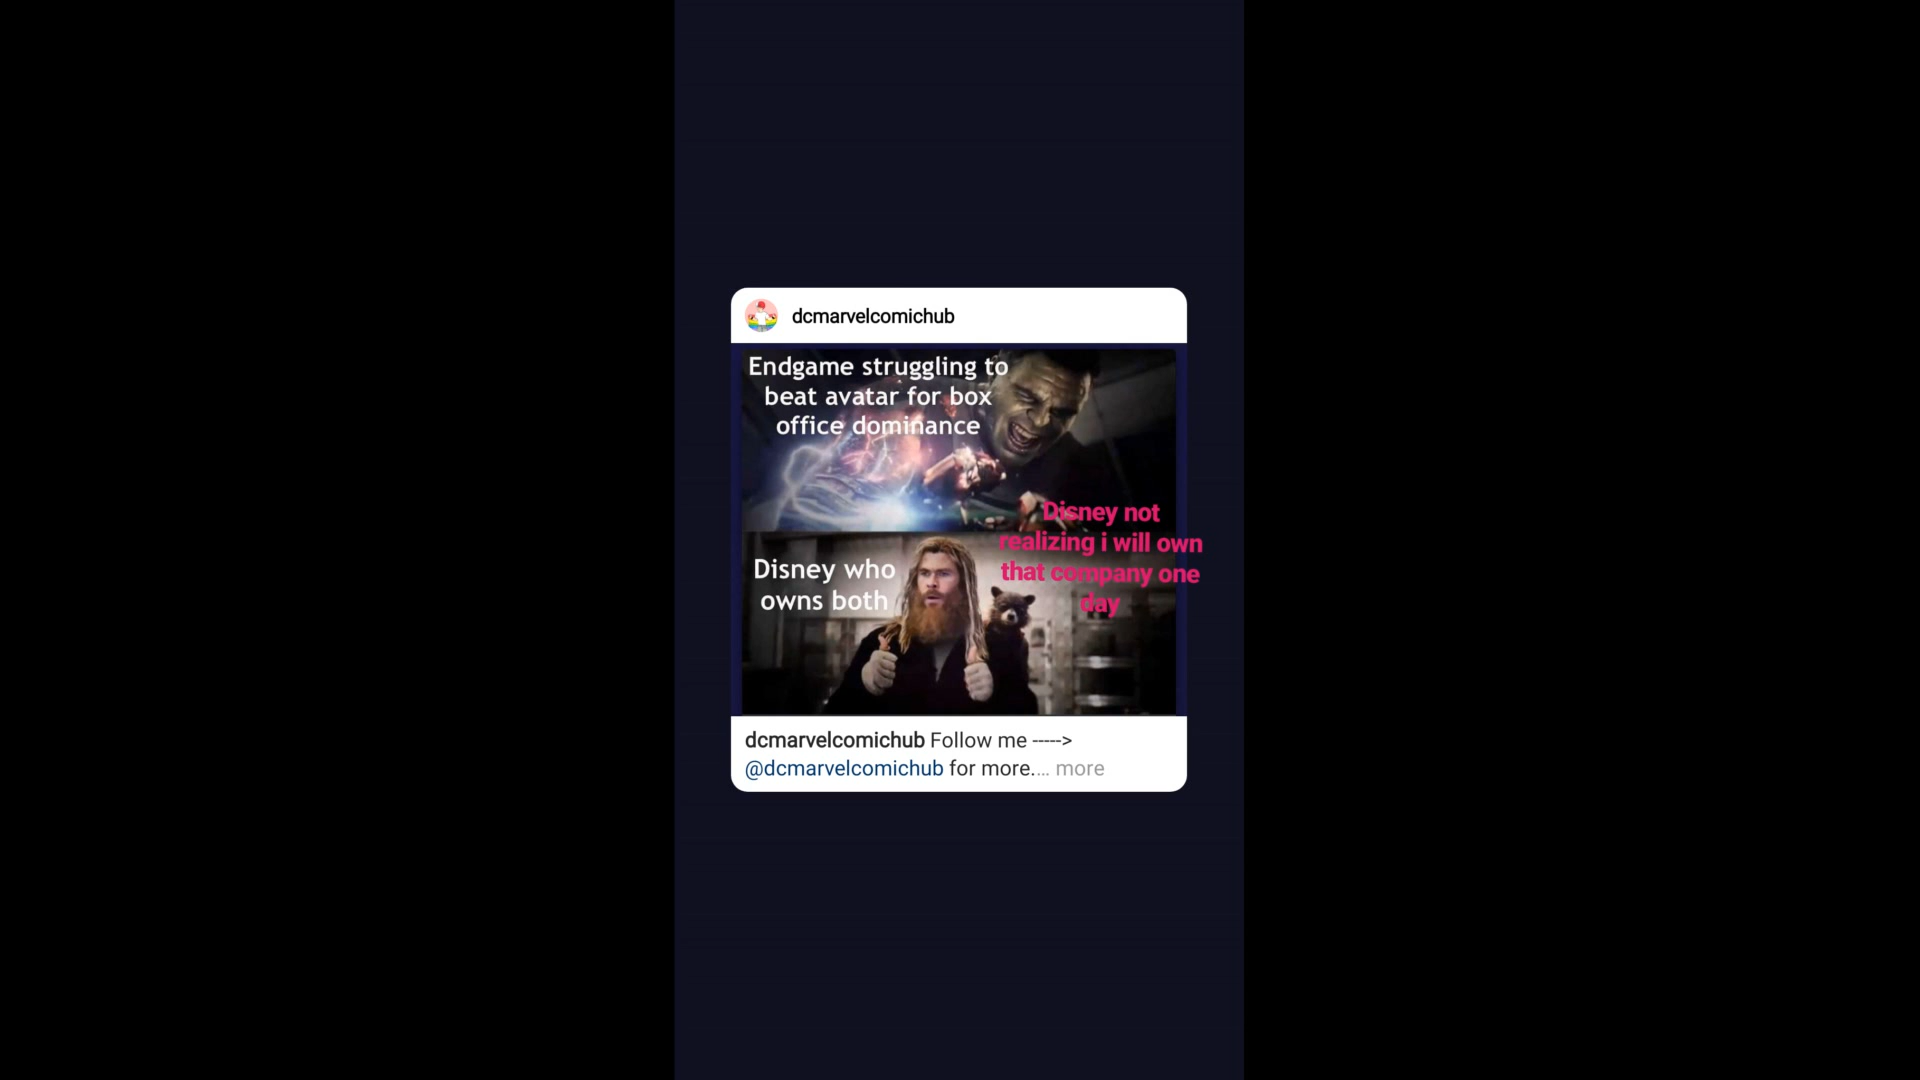 dcmarvelcomichub
Endgame struggling to
beat avatar for box
office dominance
Disney not
realizing i will own
that company one
day
Disney who
owns both
dcmarvelcomichub Follow me ----->
@dcmarvelcomichub for more.... more